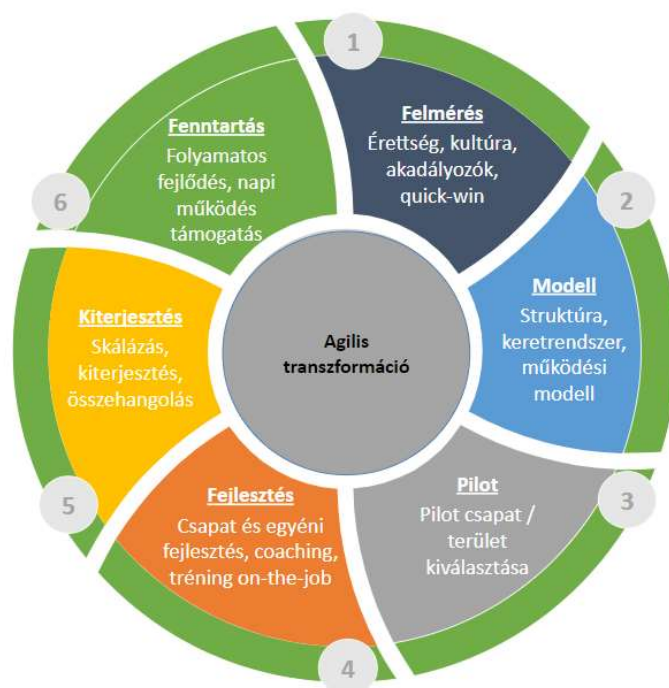 1
Felmérés
Érettség, kultúra,
akadályozók,
quick-win
2
Modell
Struktúra,
keretrendszer,
működési
modell
3
Pilot
Pilot csapat /
terület
kiválasztása
4
Fejlesztés
Csapat és egyéni
fejlesztés, coaching,
tréning on-the-job
5
Kiterjesztés
Skálázás,
kiterjesztés,
összehangolás
6
Fenntartás
Folyamatos
fejlődés, napi
működés
támogatás
Agilis
transzformáció